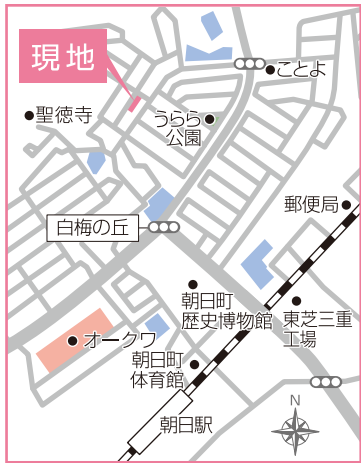 現地
ことよ
聖徳寺
うらら
公園
郵便局
白梅の丘
朝日町
歴史博物館
東芝三重
工場
オークワ
朝日町
体育館
朝日駅
N